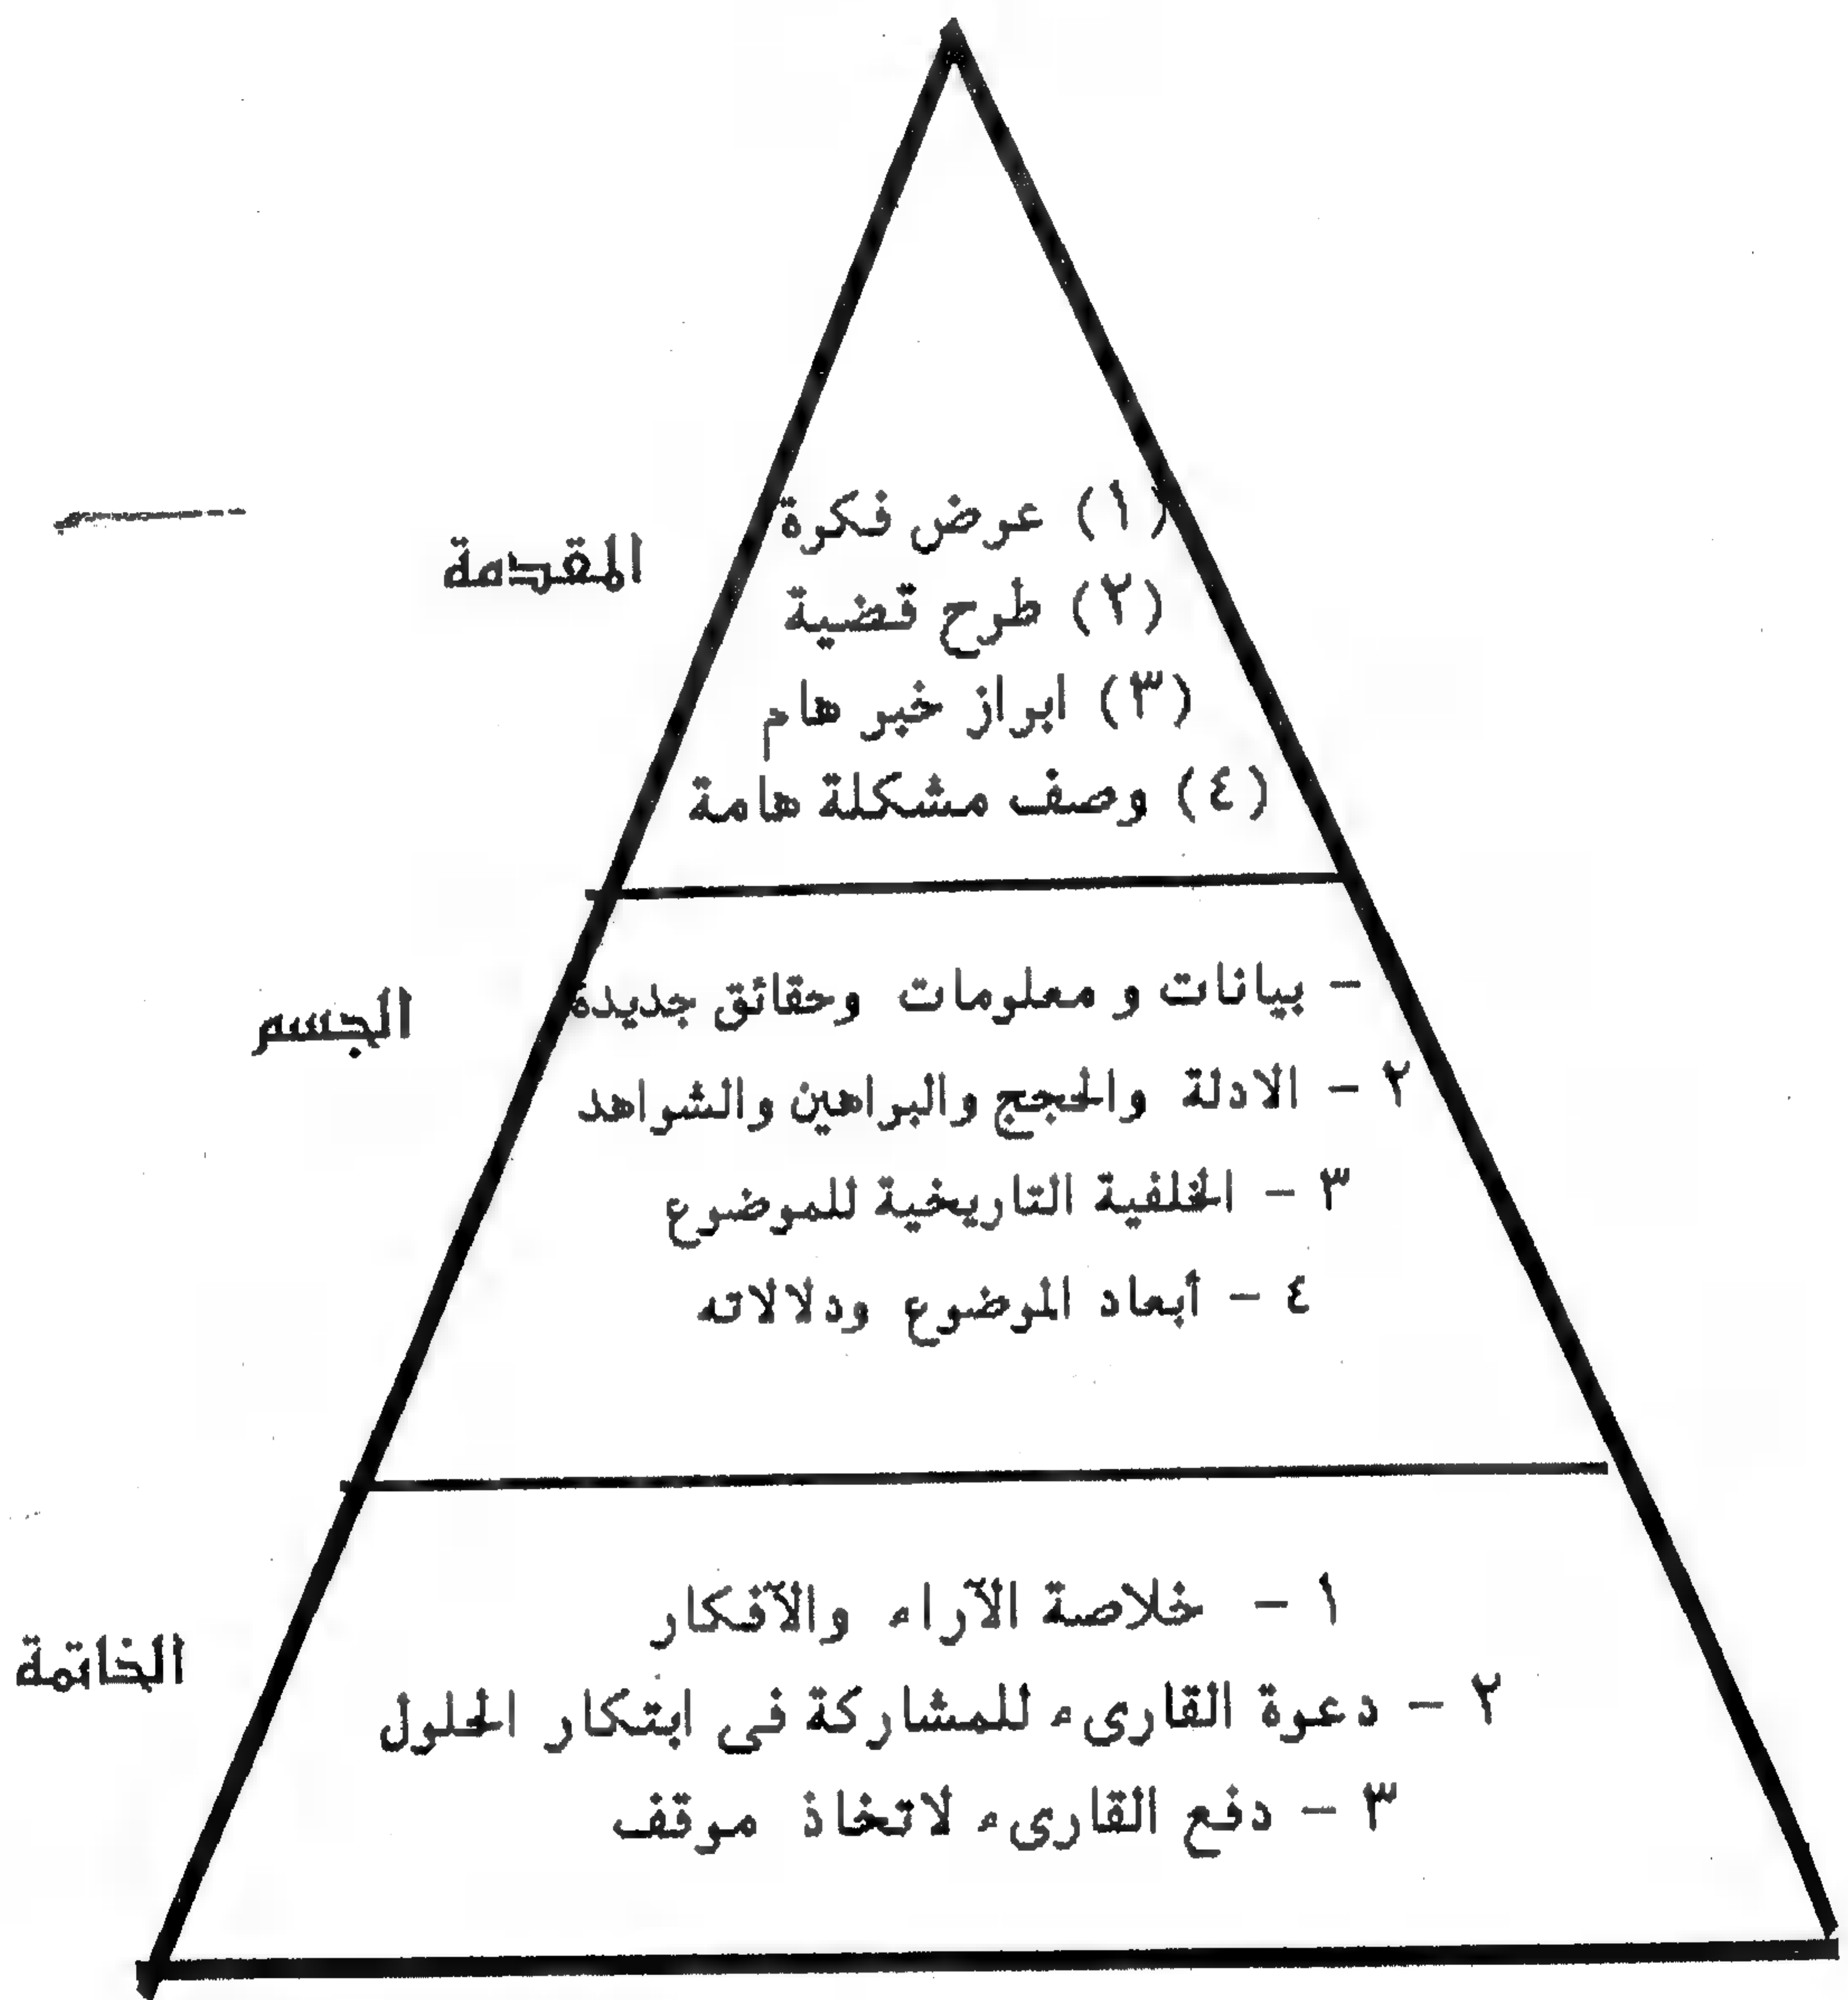 (١) عرض فكرة
المقدمة
(٢) طرح قضية
(٣) ابراز خبر هام
(٤) وصف مشكلة هامة
- بيانات و معلومات وحقائق جديدة
الجسم
٢ - الادلة والحجج والبراهين والشواهد
٣ - الخلفية التاريخية للموضوع
٤ - أبعاد الموضوع ودلالاته
١ - خلاصة الآراء والآفكار
الخاتمة
٢ - دعوة القارىء للمشاركة فى ابتكار الحلول
٣ - دفع القارىء لاتخاذ موقف